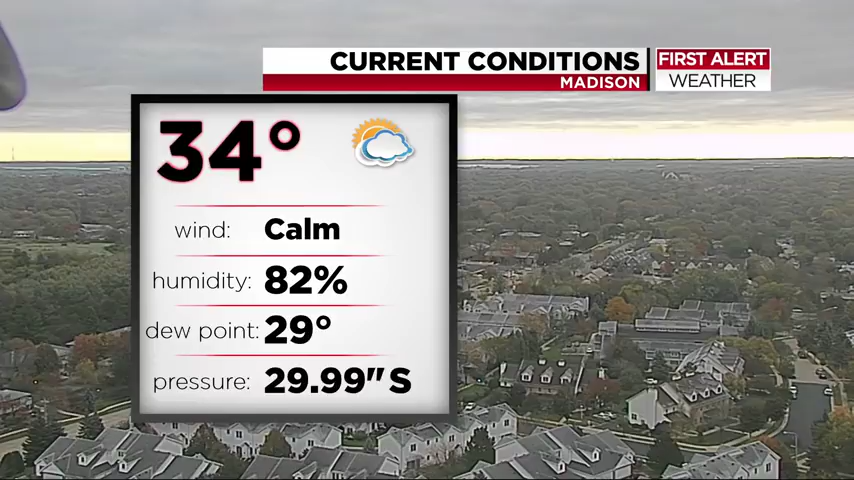 CURRENT CONDITIONS
MADISON
FIRST ALERT
WEATHER
34°
wind: Calm
humidity: 82%
dew point: 29°
pressure: 29.99" S